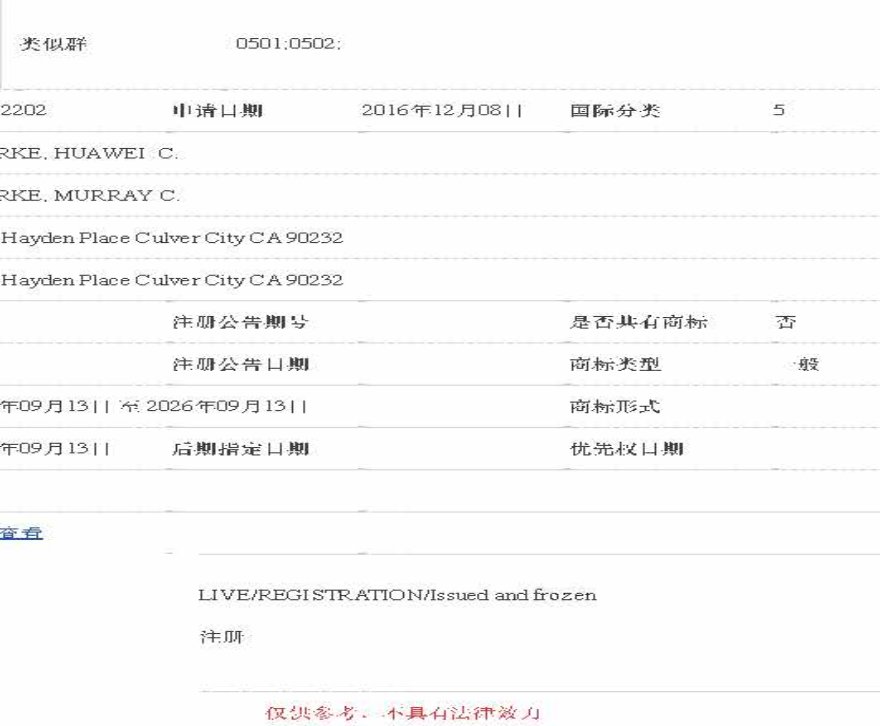 类似群 0501;0502;
2202 申请日期 2016年12月08日 国际分类 5
RKE, HUAWEI C.
RKE, MURRAY C.
Hayden Place Culver City CA 90232
Hayden Place Culver City CA 90232
注册公告期号 是否共有商标 否
注册公告日期 商标类型 一般
年09月13日 至 2026年09月13日 商标形式
年09月13日 后期指定日期 优先权日期
查看
LIVE/REGISTRATION/Issued and frozen
注册
仅供参考，不具有法律效力